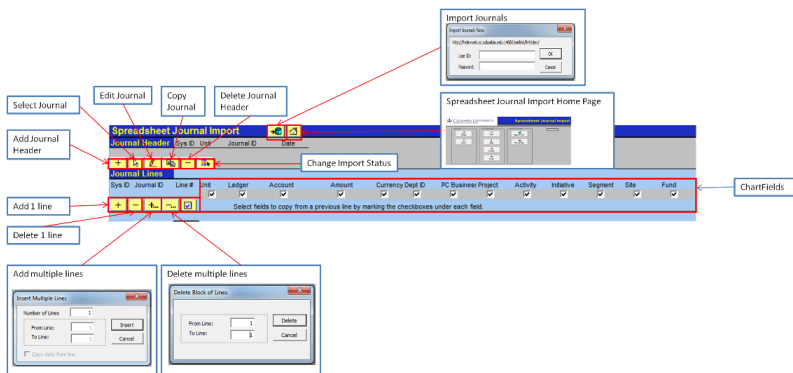 Import Journals
Import Journals Now
User ID:
OK
Password:
Cancel
Edit Journal
Copy Journal
Delete Journal Header
Select Journal
Spreadsheet Journal Import Home Page
Spreadsheet Journal Import
Spreadsheet Journal Import
Journal Header Sys ID Unit Journal ID Date
Add Journal Header
Change Import Status
Journal Lines
Sys ID Journal ID Line # Unit Ledger Account Amount Currency Dept ID PC Business Project Activity Initiative Segment Site Fund
ChartFields
Add 1 line
Select fields to copy from a previous line by marking the checkboxes under each field.
Delete 1 line
Add multiple lines
Insert Multiple Lines
Number of Lines 1
From Line: 1
To Line: 1
Insert
Cancel
Copy data from line
Delete multiple lines
Delete Block of Lines
From Line: 1
To Line: 1
Delete
Cancel